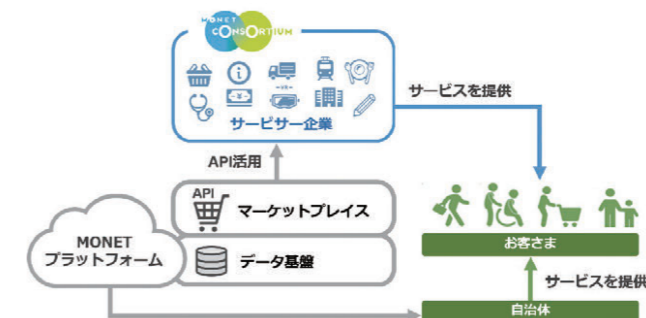 MONET
CONSORTIUM
サービサー企業
サービスを提供
API活用
API
マーケットプレイス
MONET
プラットフォーム
データ基盤
お客さま
サービスを提供
自治体